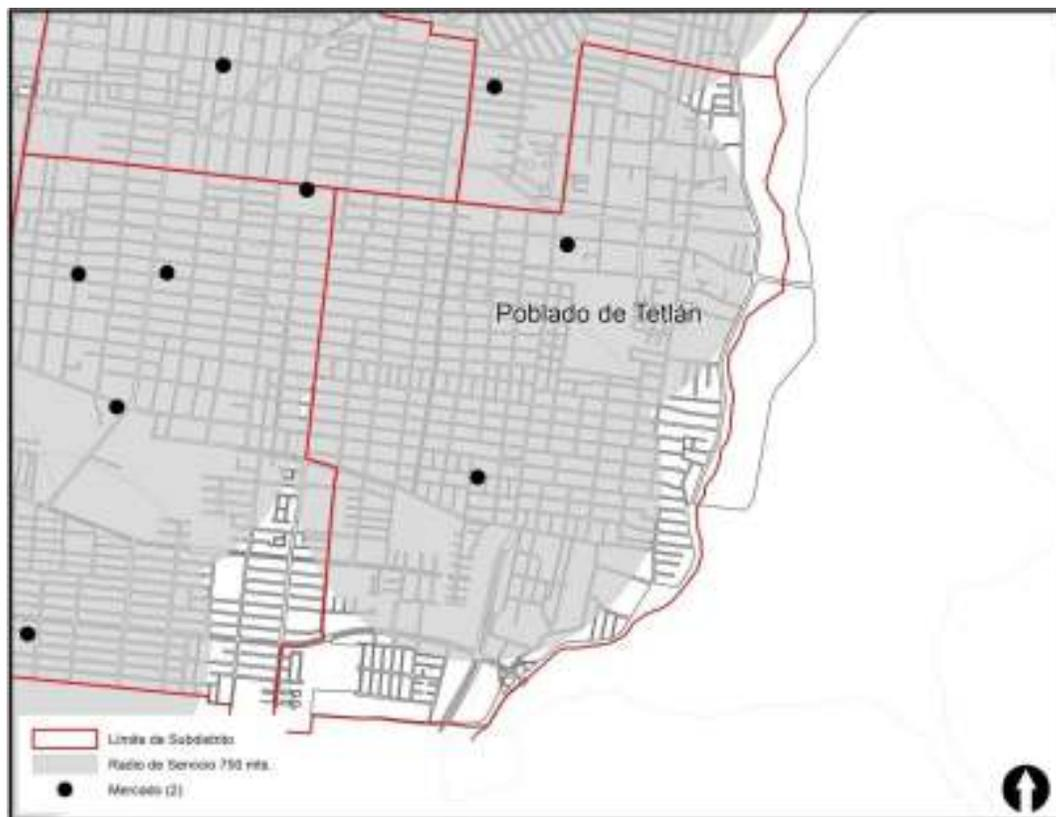 Poblado de Tetlán
Límite de Subdistrito
Radio de Servicio 750 mts.
Mercado (2)